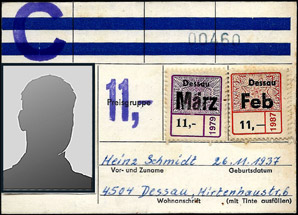 C
00460
11,
Preisgruppe
Dessau Dessau
März Feb
11,- 1979 11,- 1987
Heinz Schmidt 26.11.1937
Vor- und Zuname Geburtsdatum
4504 Dessau, Hirtenhaustr. 6
Wohnanschrift (mit Tinte ausfüllen)